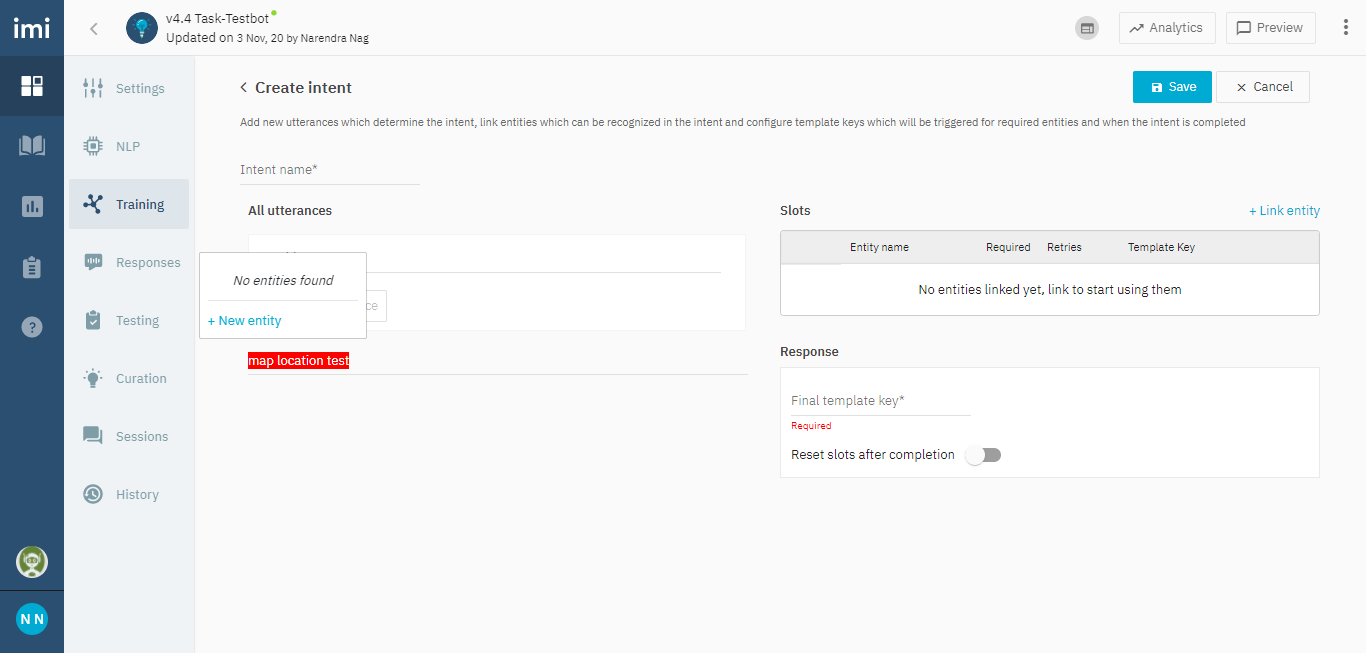 imi
v4.4 Task-Testbot
Updated on 3 Nov, 20 by Narendra Nag
Analytics
Preview
Settings
NLP
Training
Responses
Testing
Curation
Sessions
History
N N
Create intent
Save
Cancel
Add new utterances which determine the intent, link entities which can be recognized in the intent and configure template keys which will be triggered for required entities and when the intent is completed
Intent name*
All utterances
No entities found
+ New entity
ce
map location test
Slots
+ Link entity
Entity name Required Retries Template Key
No entities linked yet, link to start using them
Response
Final template key*
Required
Reset slots after completion